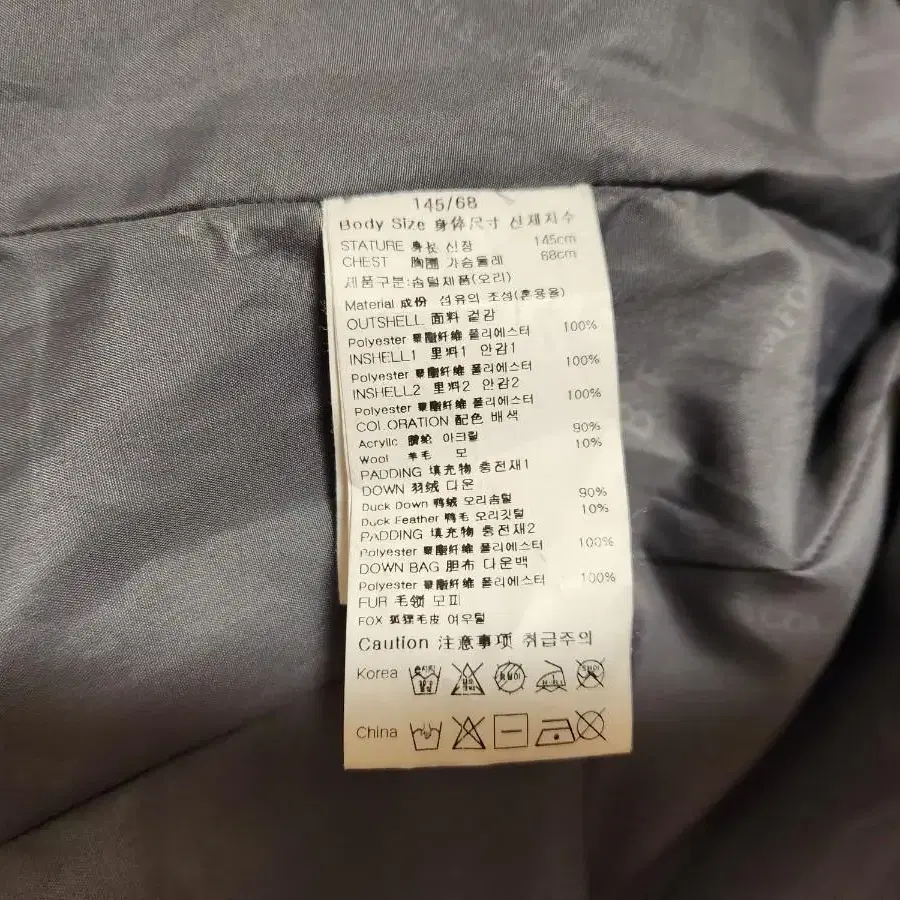 145/68
Body Size 身体尺寸 신체치수
STATURE 身长 신장 145cm
CHEST 胸围 가슴둘레 68cm
제품구분:솜털제품(오리)
Material 成份 섬유의 조성(혼용율)
OUTSHELL 面料 겉감
Polyester 聚酯纤维 폴리에스터 100%
INSHELL1 里料1 안감1
Polyester 聚酯纤维 폴리에스터 100%
INSHELL2 里料2 안감2
Polyester 聚酯纤维 폴리에스터 100%
COLORATION 配色 배색
Acrylic 腈纶 아크릴 90%
Wool 羊毛 모 10%
PADDING 填充物 충전재1
DOWN 羽绒 다운
Duck Down 鸭绒 오리솜털 90%
Duck Feather 鸭毛 오리깃털 10%
PADDING 填充物 충전재2
Polyester 聚酯纤维 폴리에스터 100%
DOWN BAG 胆布 다운백
Polyester 聚酯纤维 폴리에스터 100%
FUR 毛领 모피
FOX 狐狸毛皮 여우털
Caution 注意事项 취급주의
Korea
China